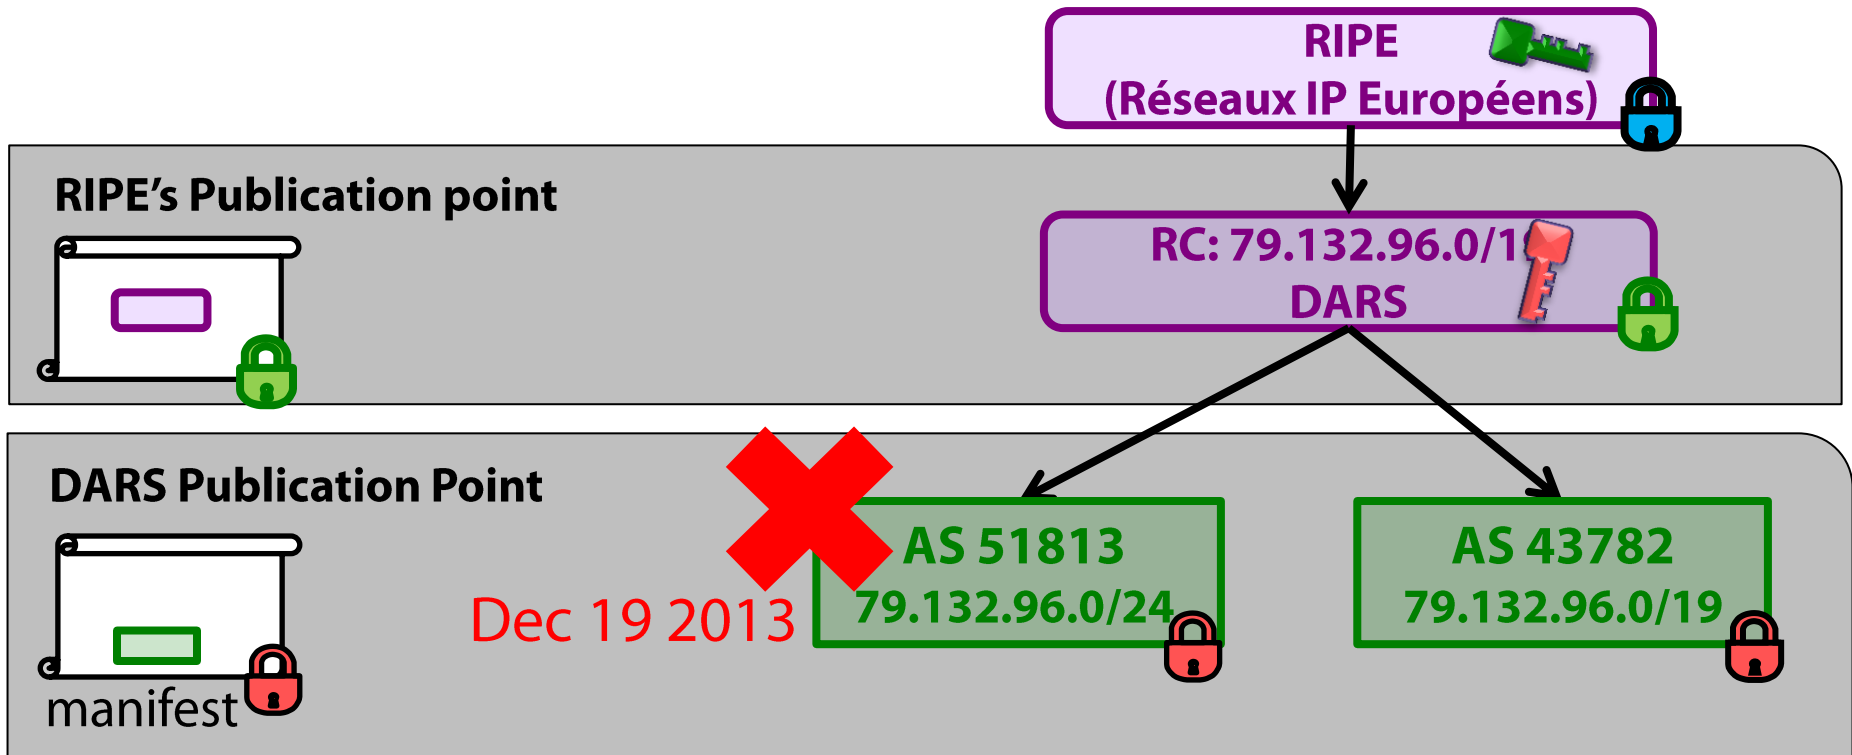 RIPE
(Réseaux IP Européens)
RIPE's Publication point
RC: 79.132.96.0/19
DARS
DARS Publication Point
AS 51813
79.132.96.0/24
AS 43782
79.132.96.0/19
Dec 19 2013
manifest